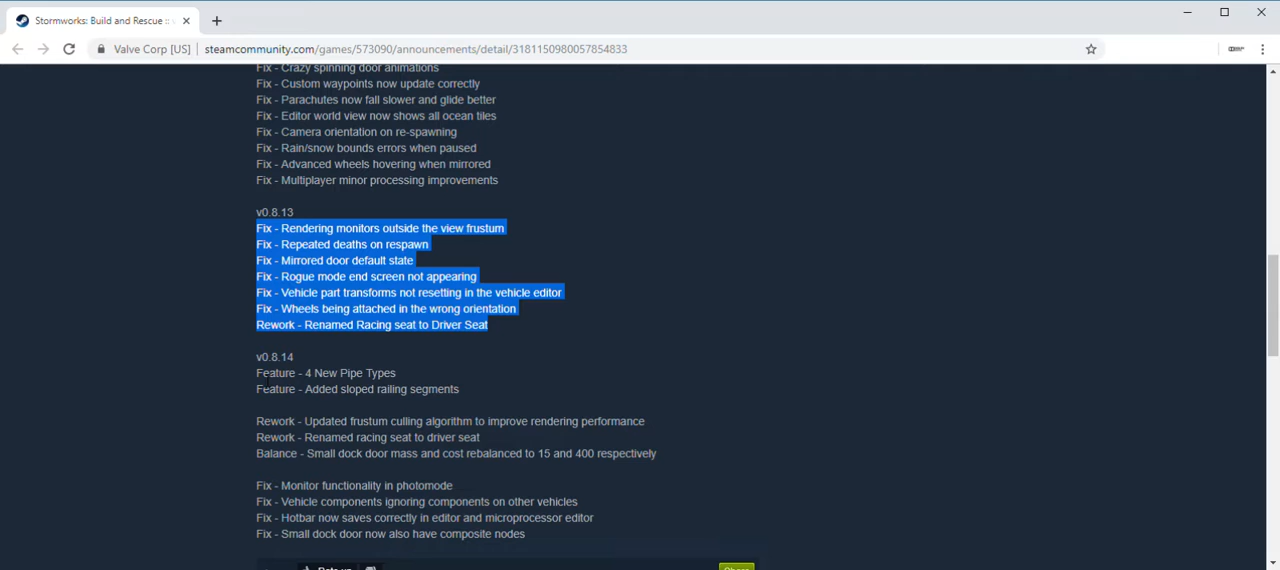 Stormworks: Build and Rescue ::
Valve Corp [US] | steamcommunity.com/games/573090/announcements/detail/3181150980057854833
Fix - Crazy spinning door animations
Fix - Custom waypoints now update correctly
Fix - Parachutes now fall slower and glide better
Fix - Editor world view now shows all ocean tiles
Fix - Camera orientation on re-spawning
Fix - Rain/snow bounds errors when paused
Fix - Advanced wheels hovering when mirrored
Fix - Multiplayer minor processing improvements
v0.8.13
Fix - Rendering monitors outside the view frustum
Fix - Repeated deaths on respawn
Fix - Mirrored door default state
Fix - Rogue mode end screen not appearing
Fix - Vehicle part transforms not resetting in the vehicle editor
Fix - Wheels being attached in the wrong orientation
Rework - Renamed Racing seat to Driver Seat
v0.8.14
Feature - 4 New Pipe Types
Feature - Added sloped railing segments
Rework - Updated frustum culling algorithm to improve rendering performance
Rework - Renamed racing seat to driver seat
Balance - Small dock door mass and cost rebalanced to 15 and 400 respectively
Fix - Monitor functionality in photomode
Fix - Vehicle components ignoring components on other vehicles
Fix - Hotbar now saves correctly in editor and microprocessor editor
Fix - Small dock door now also have composite nodes
Rate up
Share